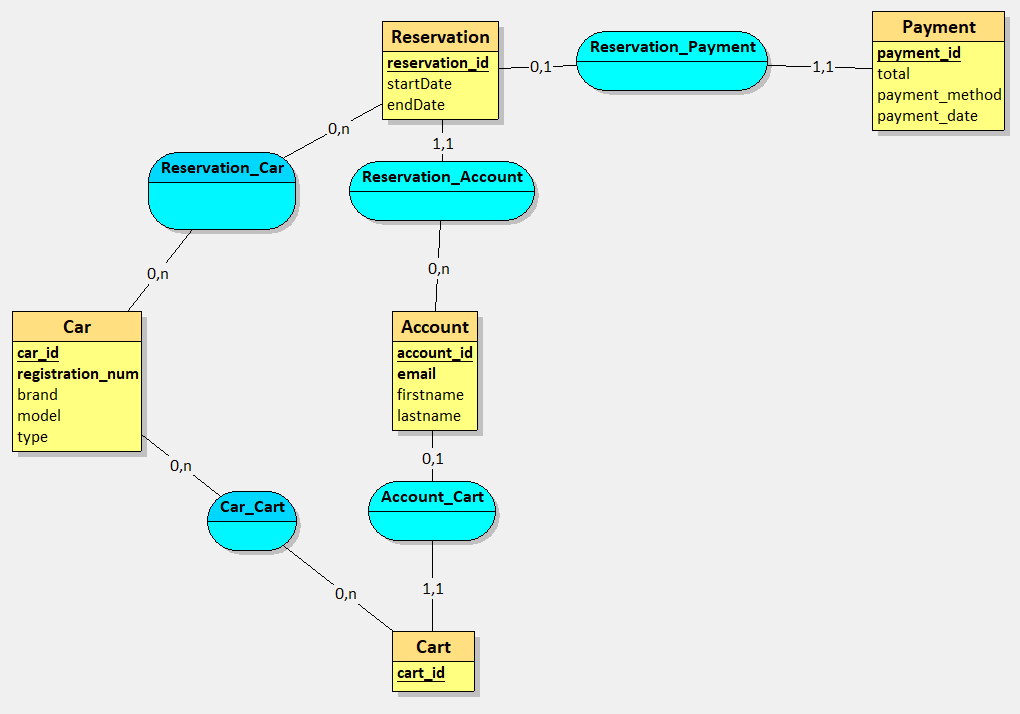 Reservation
reservation_id
startDate
endDate
0,1
Reservation_Payment
1,1
Payment
payment_id
total
payment_method
payment_date
0,n
1,1
Reservation_Car
Reservation_Account
0,n
0,n
Car
car_id
registration_num
brand
model
type
Account
account_id
email
firstname
lastname
0,n
0,1
Car_Cart
Account_Cart
0,n
1,1
Cart
cart_id